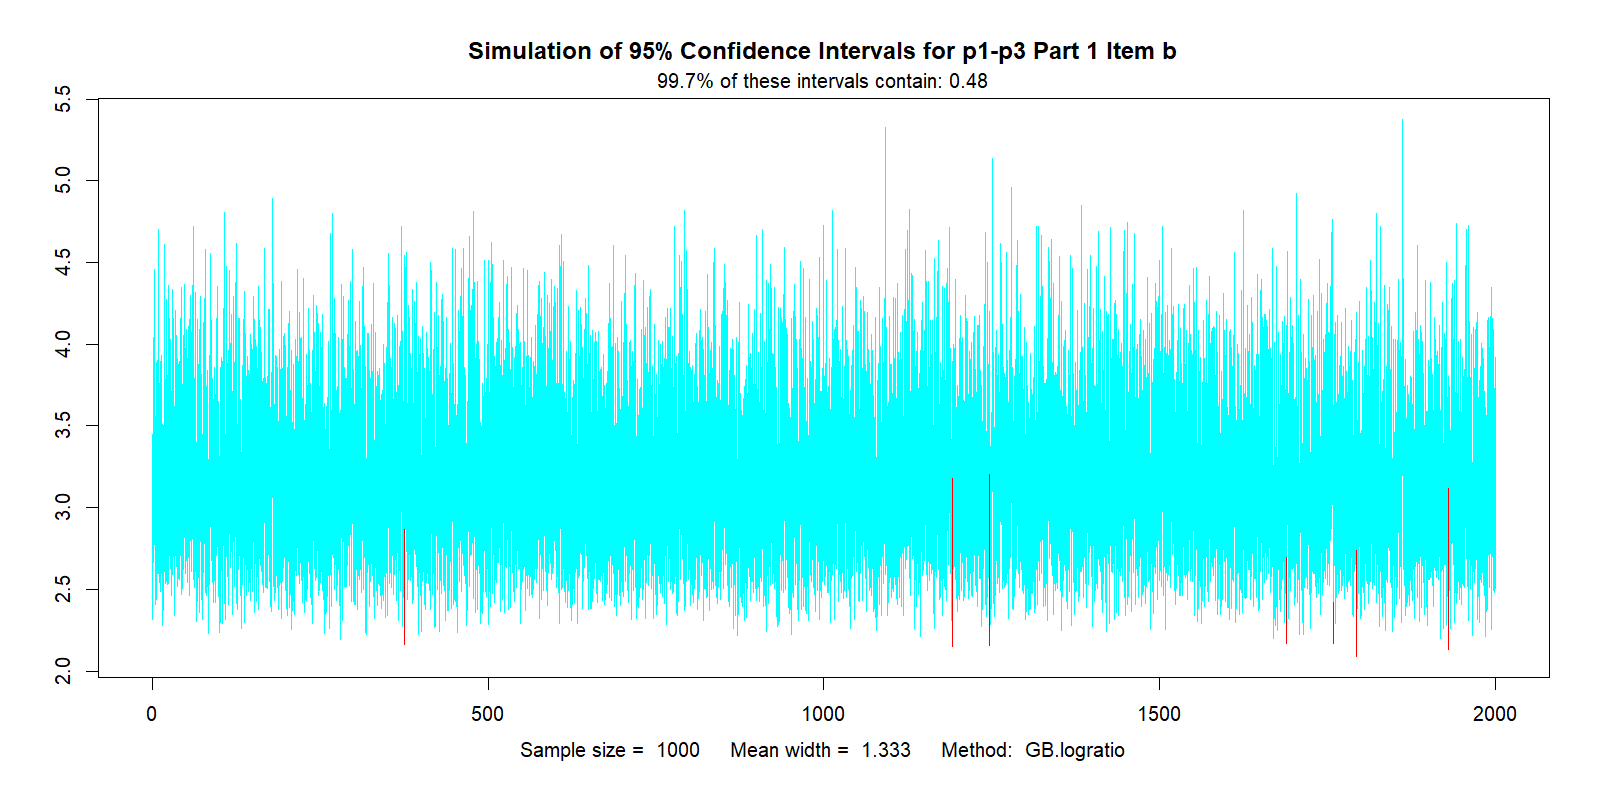 Simulation of 95% Confidence Intervals for p1-p3 Part 1 Item b
99.7% of these intervals contain: 0.48
5.5
5.0
4.5
4.0
3.5
3.0
2.5
2.0
0 500 1000 1500 2000
Sample size = 1000 Mean width = 1.333 Method: GB.logratio